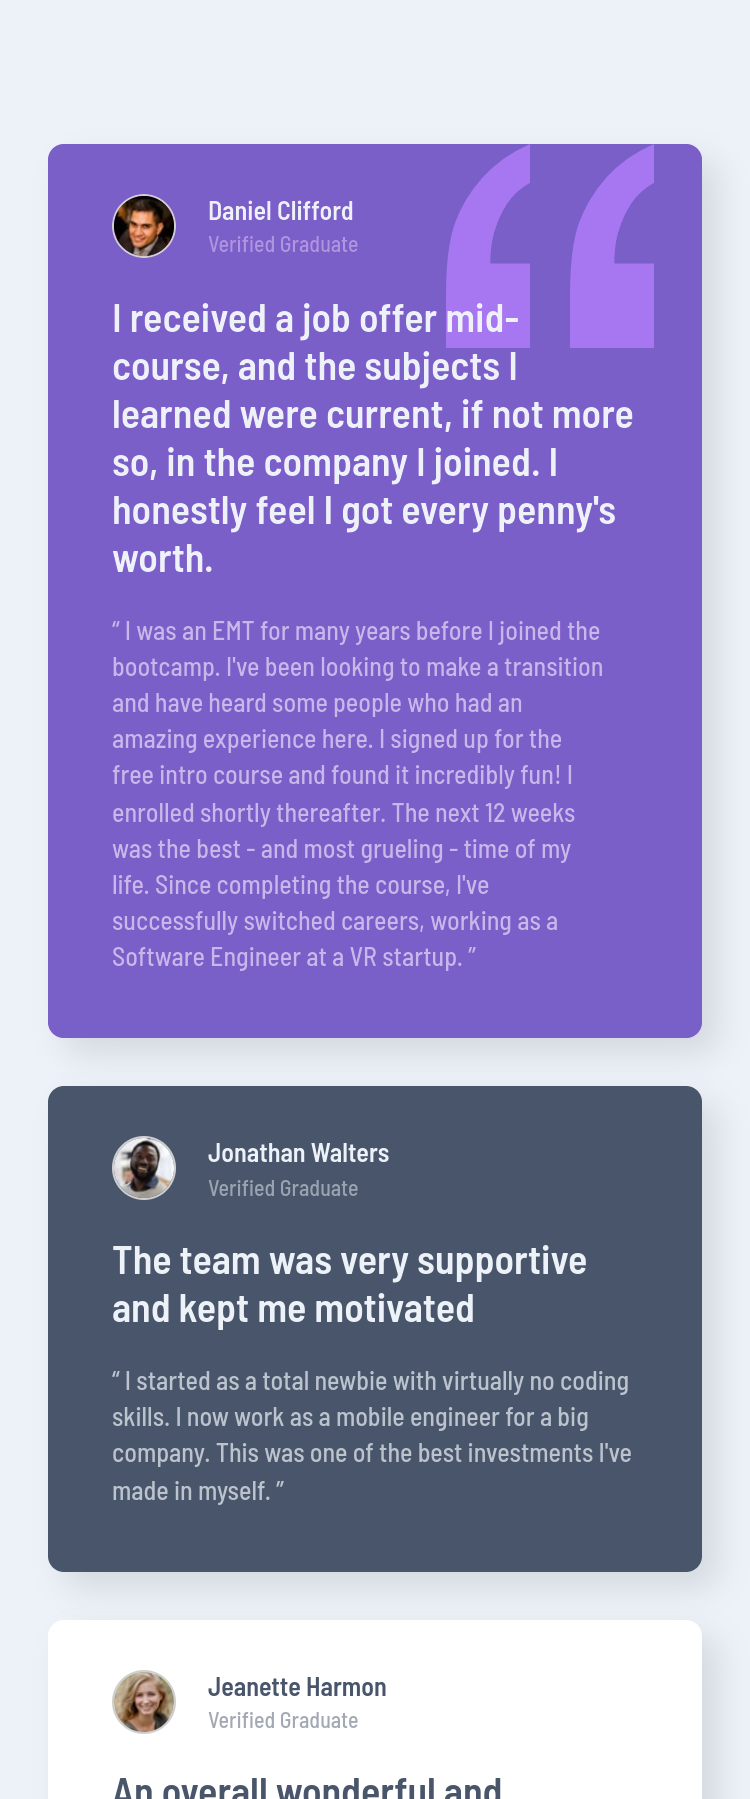 Daniel Clifford
Verified Graduate
I received a job offer mid-
course, and the subjects I
learned were current, if not more
so, in the company I joined. I
honestly feel I got every penny's
worth.
“ I was an EMT for many years before I joined the
bootcamp. I've been looking to make a transition
and have heard some people who had an
amazing experience here. I signed up for the
free intro course and found it incredibly fun! I
enrolled shortly thereafter. The next 12 weeks
was the best - and most grueling - time of my
life. Since completing the course, I've
successfully switched careers, working as a
Software Engineer at a VR startup. ”
Jonathan Walters
Verified Graduate
The team was very supportive
and kept me motivated
“ I started as a total newbie with virtually no coding
skills. I now work as a mobile engineer for a big
company. This was one of the best investments I've
made in myself. ”
Jeanette Harmon
Verified Graduate
An overall wonderful and